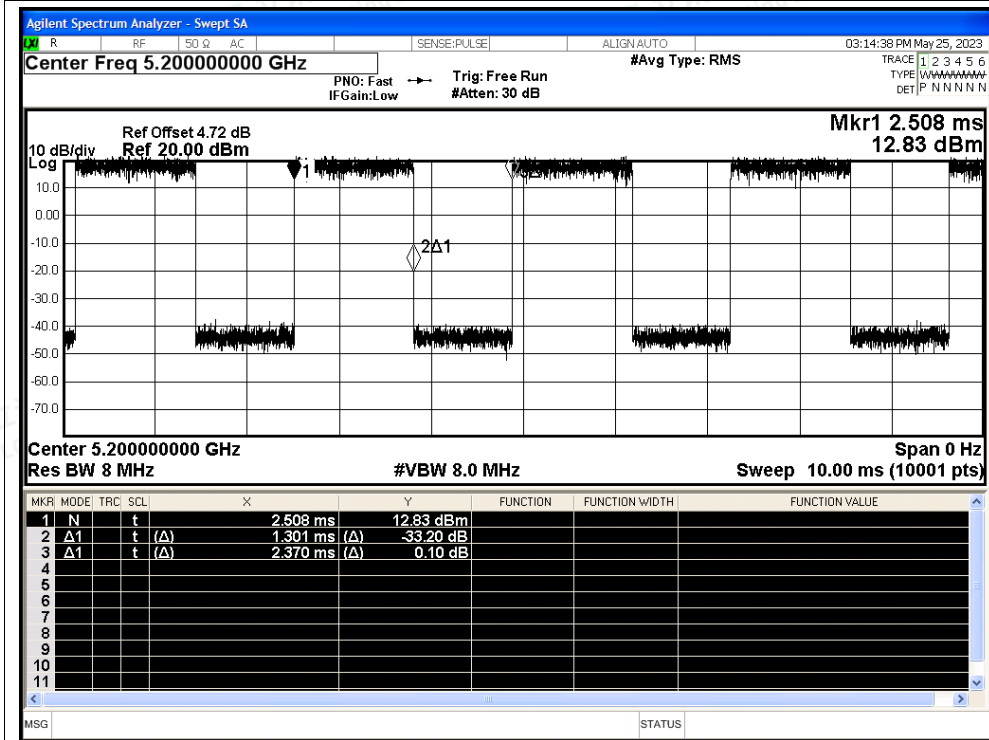 Agilent Spectrum Analyzer - Swept SA
LXI R RF 50 Ω AC SENSE:PULSE ALIGN AUTO 03:14:38 PM May 25, 2023
Center Freq 5.200000000 GHz #Avg Type: RMS TRACE 1 2 3 4 5 6
PNO: Fast Trig: Free Run TYPE
IFGain:Low #Atten: 30 dB DET P N N N N N
Mkr1 2.508 ms
Ref Offset 4.72 dB
10 dB/div Ref 20.00 dBm 12.83 dBm
Log
1
10.0
0.00
-10.0
2Δ1
-20.0
-30.0
-40.0
-50.0
-60.0
-70.0
Center 5.200000000 GHz Span 0 Hz
Res BW 8 MHz #VBW 8.0 MHz Sweep 10.00 ms (10001 pts)
MKR MODE TRC SCL X Y FUNCTION FUNCTION WIDTH FUNCTION VALUE
1 N t 2.508 ms 12.83 dBm
2 Δ1 t (Δ) 1.301 ms (Δ) -33.20 dB
3 Δ1 t (Δ) 2.370 ms (Δ) 0.10 dB
4
5
6
7
8
9
10
11
MSG STATUS